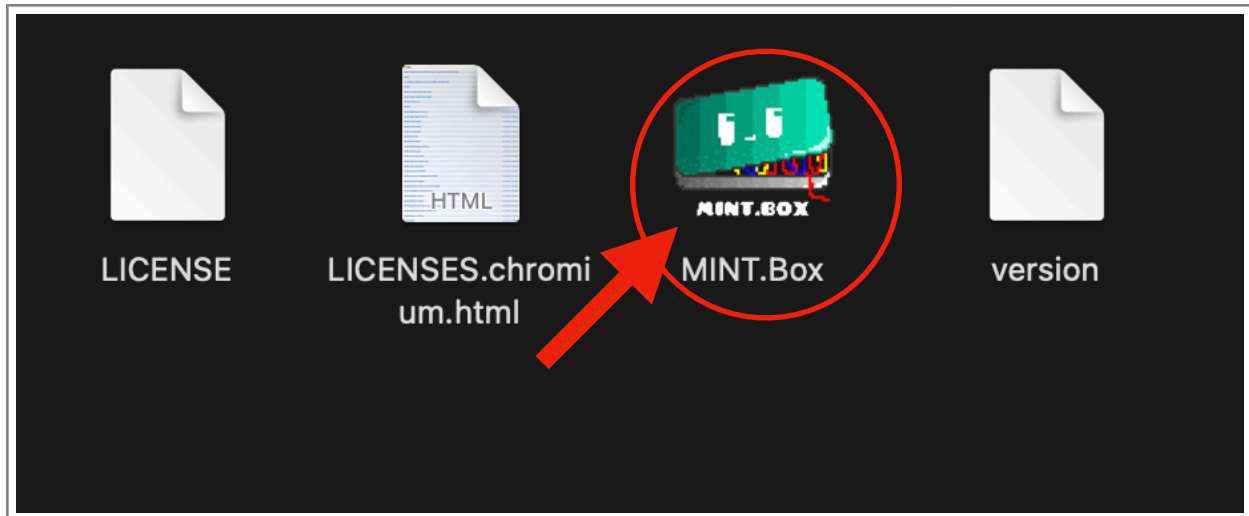 HTML
MINT.BOX
LICENSE
LICENSES.chromi
um.html
MINT.Box
version